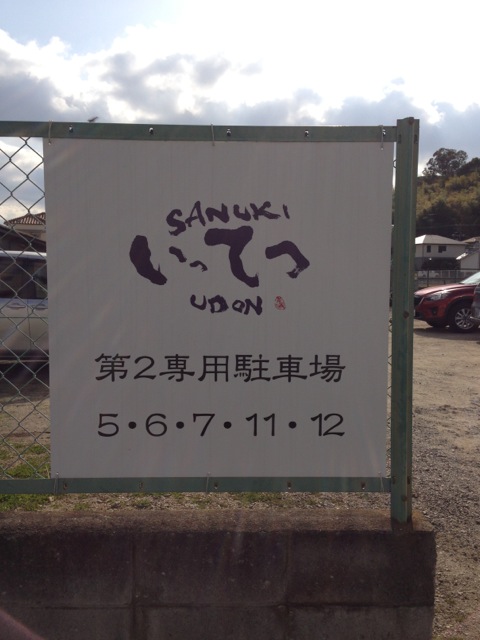 SANUKI
いってつ
UDON
第2専用駐車場
5・6・7・11・12